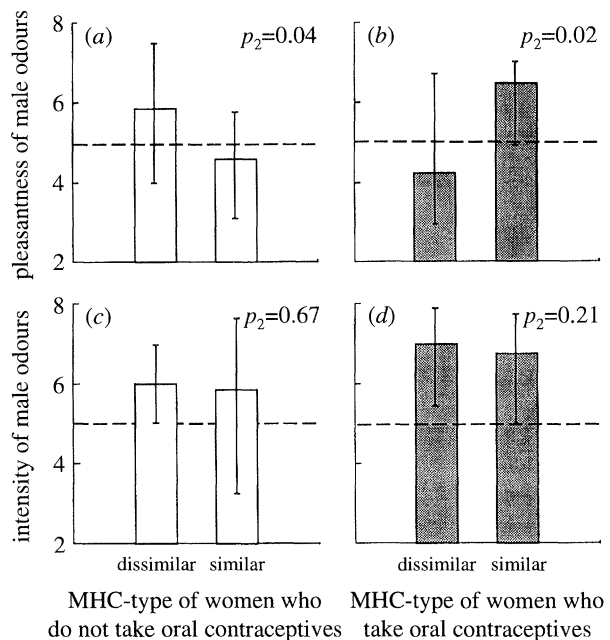 pleasantness of male odours
8
6
4
2
(a)
p2=0.04
(b)
p2=0.02
intensity of male odours
8
6
4
2
(c)
p2=0.67
(d)
p2=0.21
dissimilar similar
MHC-type of women who
do not take oral contraceptives
dissimilar similar
MHC-type of women who
take oral contraceptives